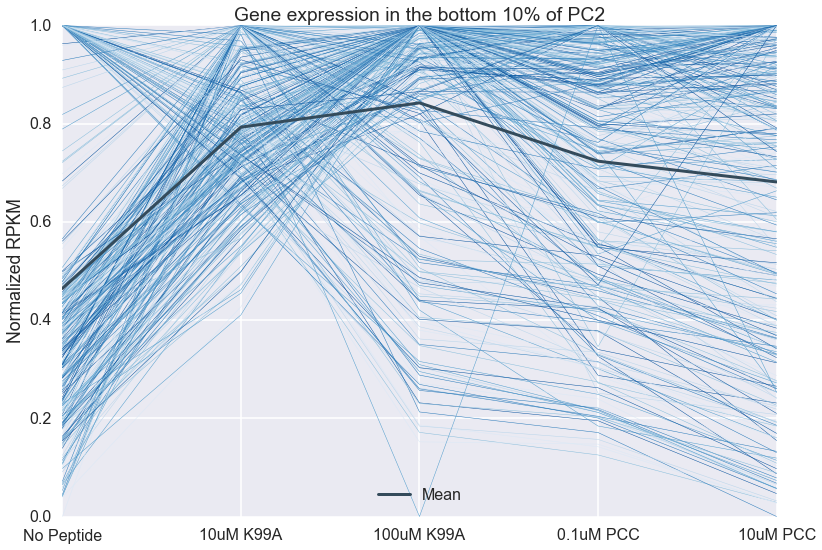 Gene expression in the bottom 10% of PC2
1.0
0.8
0.6
0.4
0.2
0.0
Normalized RPKM
Mean
No Peptide
10uM K99A
100uM K99A
0.1uM PCC
10uM PCC